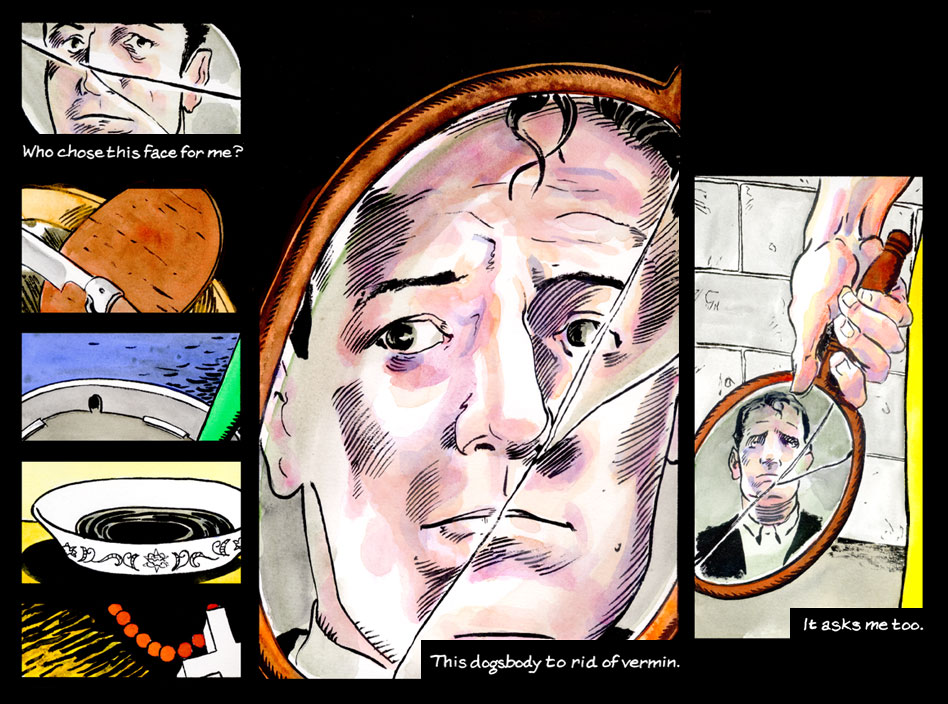 Who chose this face for me?
This dogsbody to rid of vermin.
It asks me too.